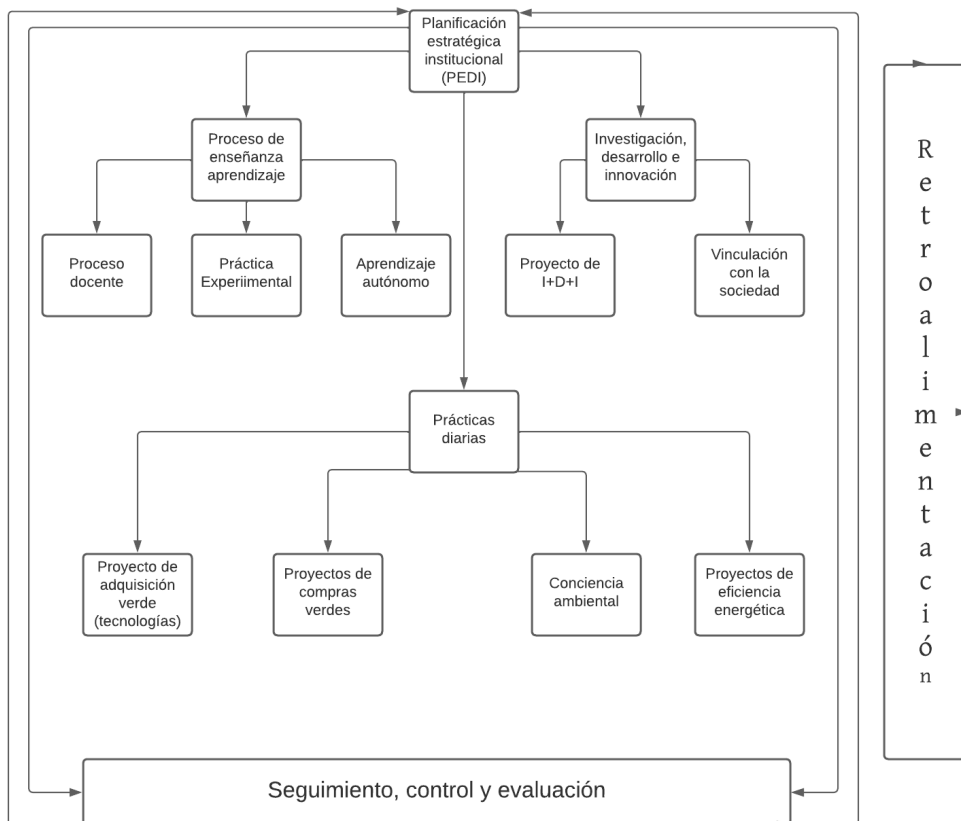 Planificación
estratégica
institucional
(PEDI)
Proceso de
enseñanza
aprendizaje
Investigación,
desarrollo e
innovación
Proceso
docente
Práctica
Experiimental
Aprendizaje
autónomo
Proyecto de
I+D+I
Vinculación
con la
sociedad
Prácticas
diarias
Proyecto de
adquisición
verde
(tecnologías)
Proyectos de
compras
verdes
Conciencia
ambiental
Proyectos de
eficiencia
energética
Seguimiento, control y evaluación
Retroalimentación